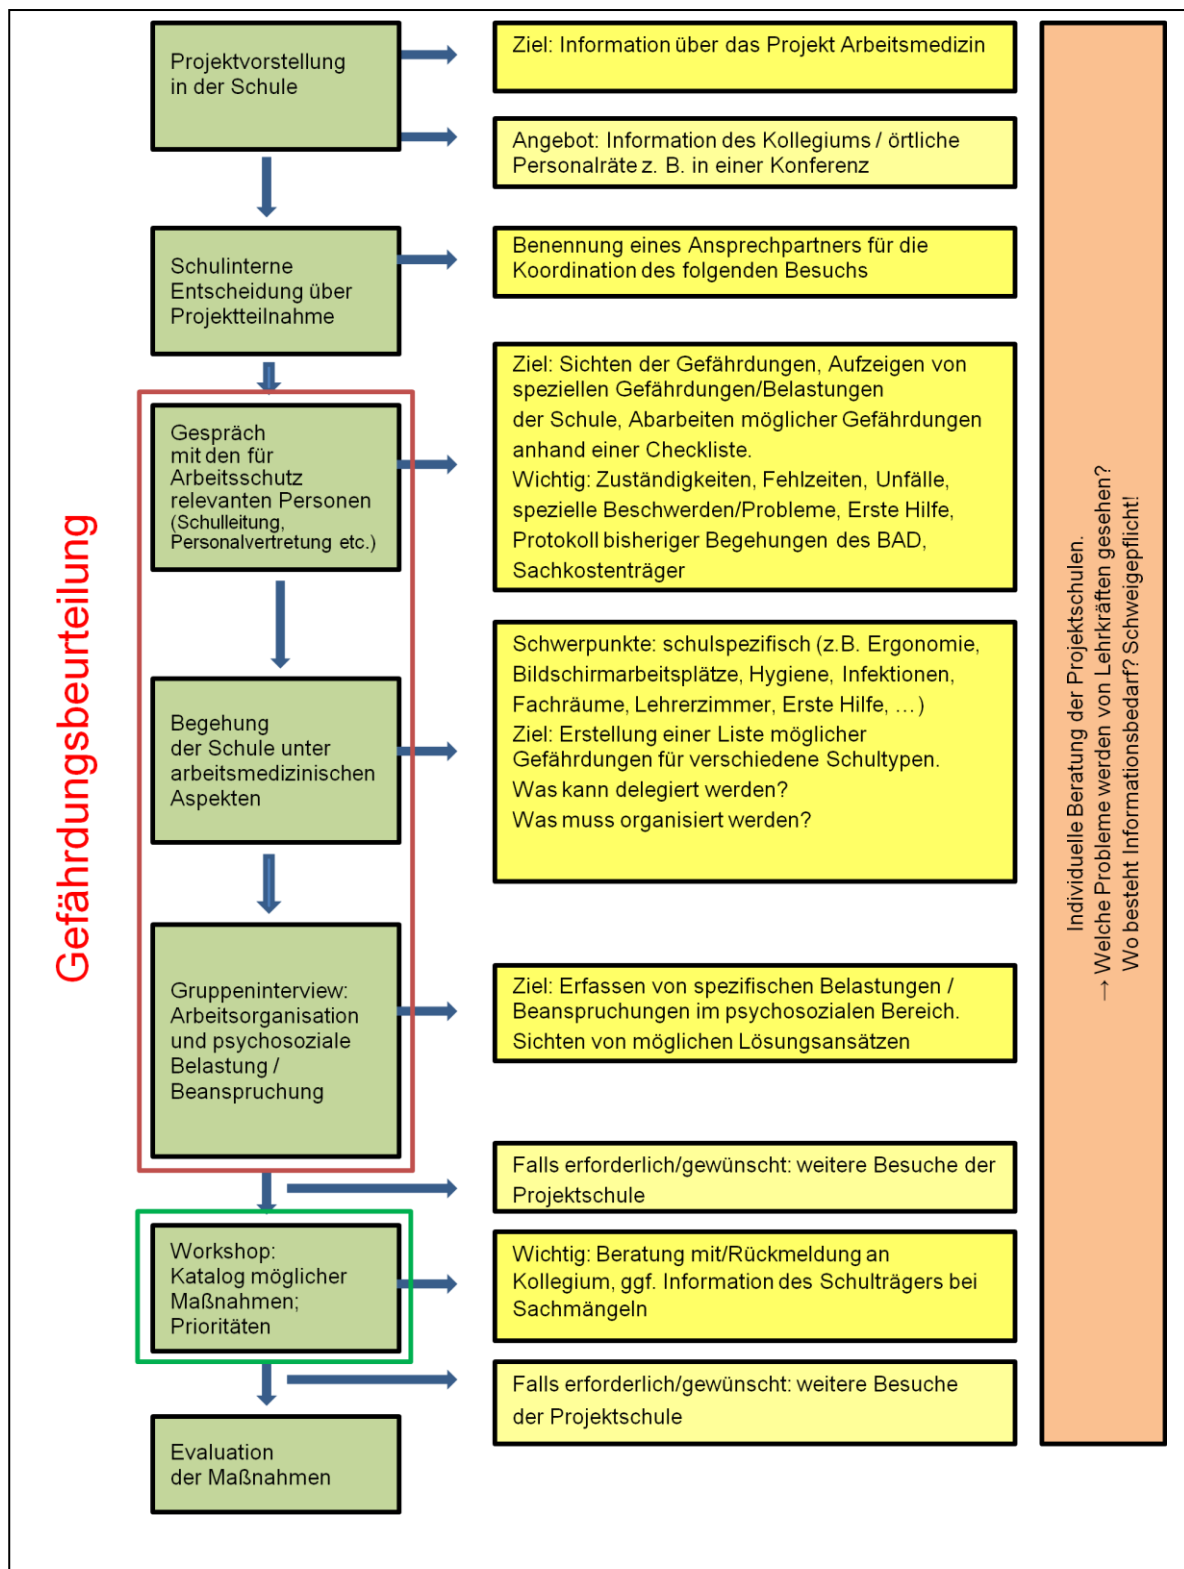 Projektvorstellung
in der Schule
Ziel: Information über das Projekt Arbeitsmedizin
Angebot: Information des Kollegiums / örtliche
Personalräte z. B. in einer Konferenz
Schulinterne
Entscheidung über
Projektteilnahme
Benennung eines Ansprechpartners für die
Koordination des folgenden Besuchs
Gefährdungsbeurteilung
Gespräch
mit den für
Arbeitsschutz
relevanten Personen
(Schulleitung,
Personalvertretung etc.)
Ziel: Sichten der Gefährdungen, Aufzeigen von
speziellen Gefährdungen/Belastungen
der Schule, Abarbeiten möglicher Gefährdungen
anhand einer Checkliste.
Wichtig: Zuständigkeiten, Fehlzeiten, Unfälle,
spezielle Beschwerden/Probleme, Erste Hilfe,
Protokoll bisheriger Begehungen des BAD,
Sachkostenträger
Begehung
der Schule unter
arbeitsmedizinischen
Aspekten
Schwerpunkte: schulspezifisch (z.B. Ergonomie,
Bildschirmarbeitsplätze, Hygiene, Infektionen,
Fachräume, Lehrerzimmer, Erste Hilfe, ...)
Ziel: Erstellung einer Liste möglicher
Gefährdungen für verschiedene Schultypen.
Was kann delegiert werden?
Was muss organisiert werden?
Gruppeninterview:
Arbeitsorganisation
und psychosoziale
Belastung /
Beanspruchung
Ziel: Erfassen von spezifischen Belastungen /
Beanspruchungen im psychosozialen Bereich.
Sichten von möglichen Lösungsansätzen
Falls erforderlich/gewünscht: weitere Besuche der
Projektschule
Workshop:
Katalog möglicher
Maßnahmen;
Prioritäten
Wichtig: Beratung mit/Rückmeldung an
Kollegium, ggf. Information des Schulträgers bei
Sachmängeln
Falls erforderlich/gewünscht: weitere Besuche
der Projektschule
Evaluation
der Maßnahmen
Individuelle Beratung der Projektschulen.
→ Welche Probleme werden von Lehrkräften gesehen?
Wo besteht Informationsbedarf? Schweigepflicht!